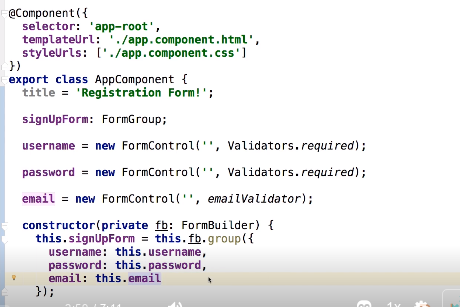 @Component({
  selector: 'app-root',
  templateUrl: './app.component.html',
  styleUrls: ['./app.component.css']
})
export class AppComponent {
  title = 'Registration Form!';
  signUpForm: FormGroup;
  username = new FormControl('', Validators.required);
  password = new FormControl('', Validators.required);
  email = new FormControl('', emailValidator);
  constructor(private fb: FormBuilder) {
    this.signUpForm = this.fb.group({
      username: this.username,
      password: this.password,
      email: this.email
    });